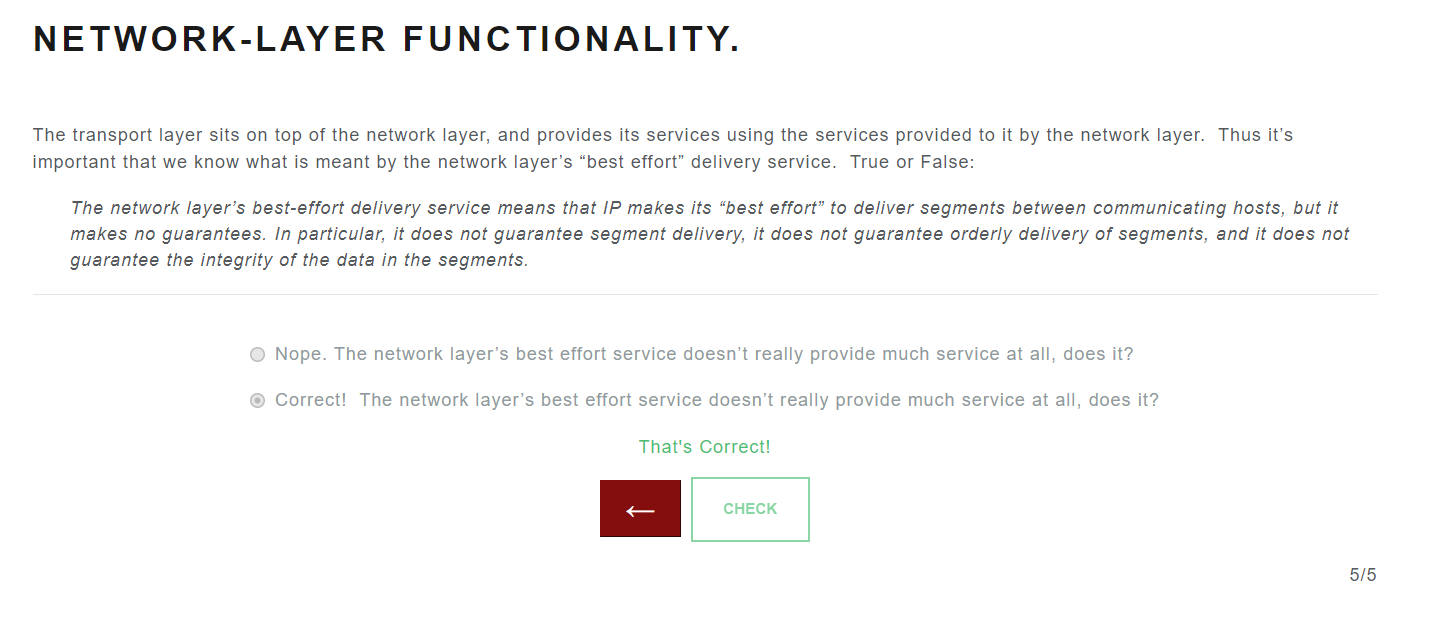 NETWORK-LAYER FUNCTIONALITY.
The transport layer sits on top of the network layer, and provides its services using the services provided to it by the network layer.  Thus it’s
important that we know what is meant by the network layer’s “best effort” delivery service.  True or False:
The network layer’s best-effort delivery service means that IP makes its “best effort” to deliver segments between communicating hosts, but it
makes no guarantees. In particular, it does not guarantee segment delivery, it does not guarantee orderly delivery of segments, and it does not
guarantee the integrity of the data in the segments.
Nope. The network layer’s best effort service doesn’t really provide much service at all, does it?
Correct!  The network layer’s best effort service doesn’t really provide much service at all, does it?
That's Correct!
← CHECK
5/5